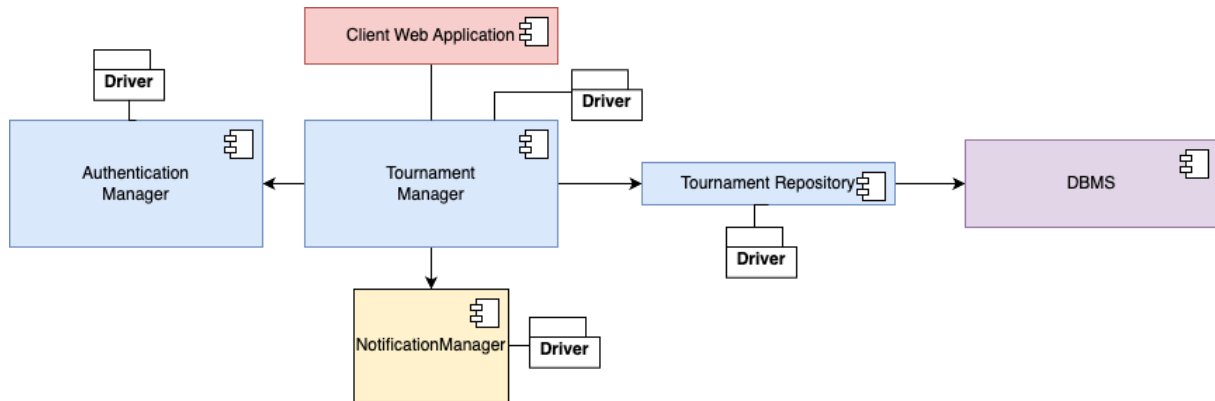 Client Web Application
Driver
Driver
Authentication
Manager
Tournament
Manager
Tournament Repository
DBMS
Driver
NotificationManager
Driver